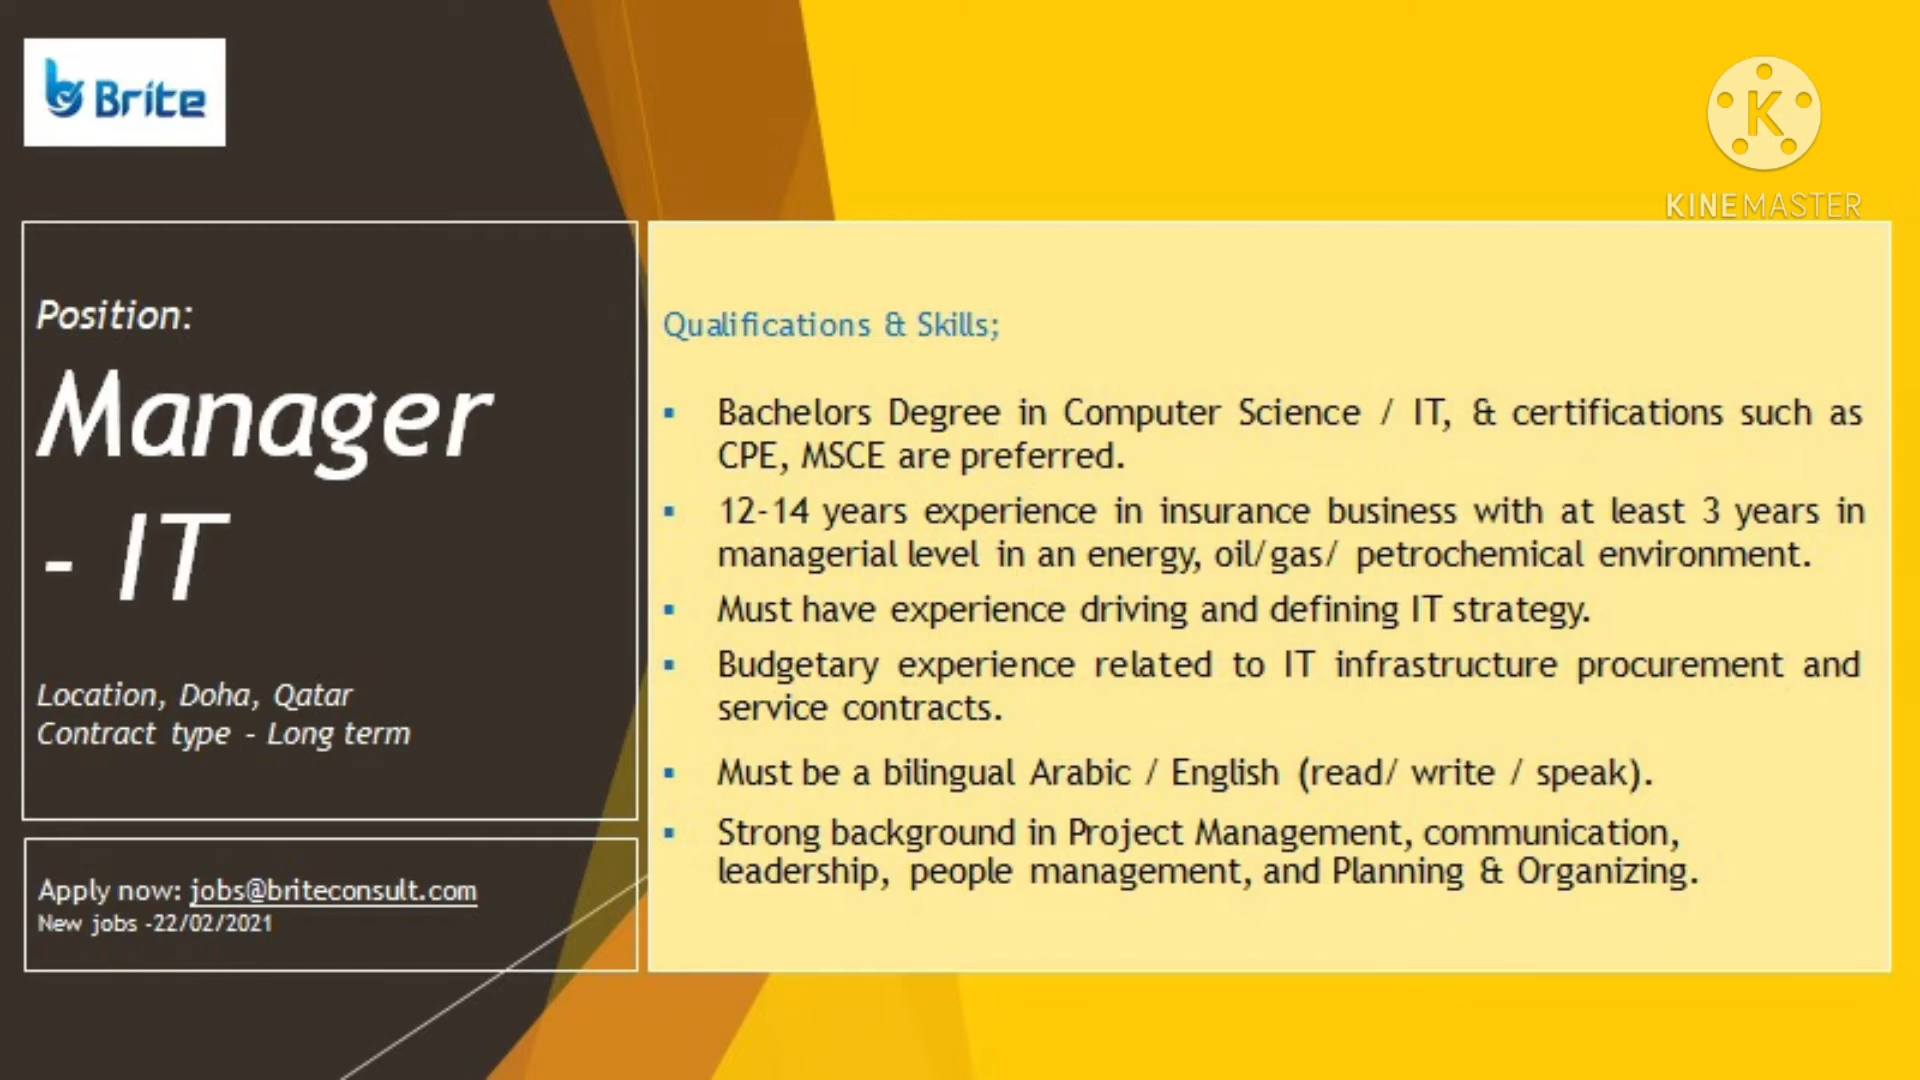 Brite
K
KINEMASTER
Position:
Manager
- IT
Location, Doha, Qatar
Contract type - Long term
Apply now: jobs@briteconsult.com
New jobs -22/02/2021
Qualifications & Skills;
▪ Bachelors Degree in Computer Science / IT, & certifications such as
CPE, MSCE are preferred.
▪ 12-14 years experience in insurance business with at least 3 years in
managerial level in an energy, oil/gas/ petrochemical environment.
▪ Must have experience driving and defining IT strategy.
▪ Budgetary experience related to IT infrastructure procurement and
service contracts.
▪ Must be a bilingual Arabic / English (read/ write / speak).
▪ Strong background in Project Management, communication,
leadership, people management, and Planning & Organizing.